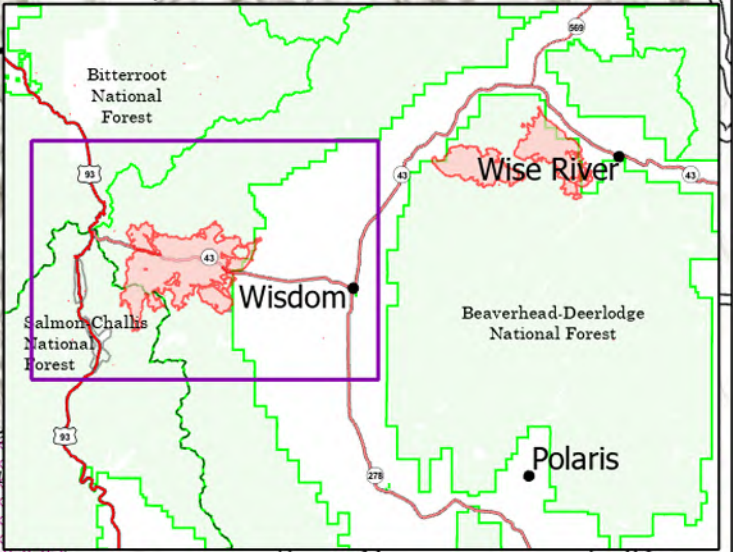 569
Bitterroot
National
Forest
93
43
Wise River
43
43
Wisdom
Beaverhead-Deerlodge
National Forest
Salmon-Challis
National
Forest
93
Polaris
278